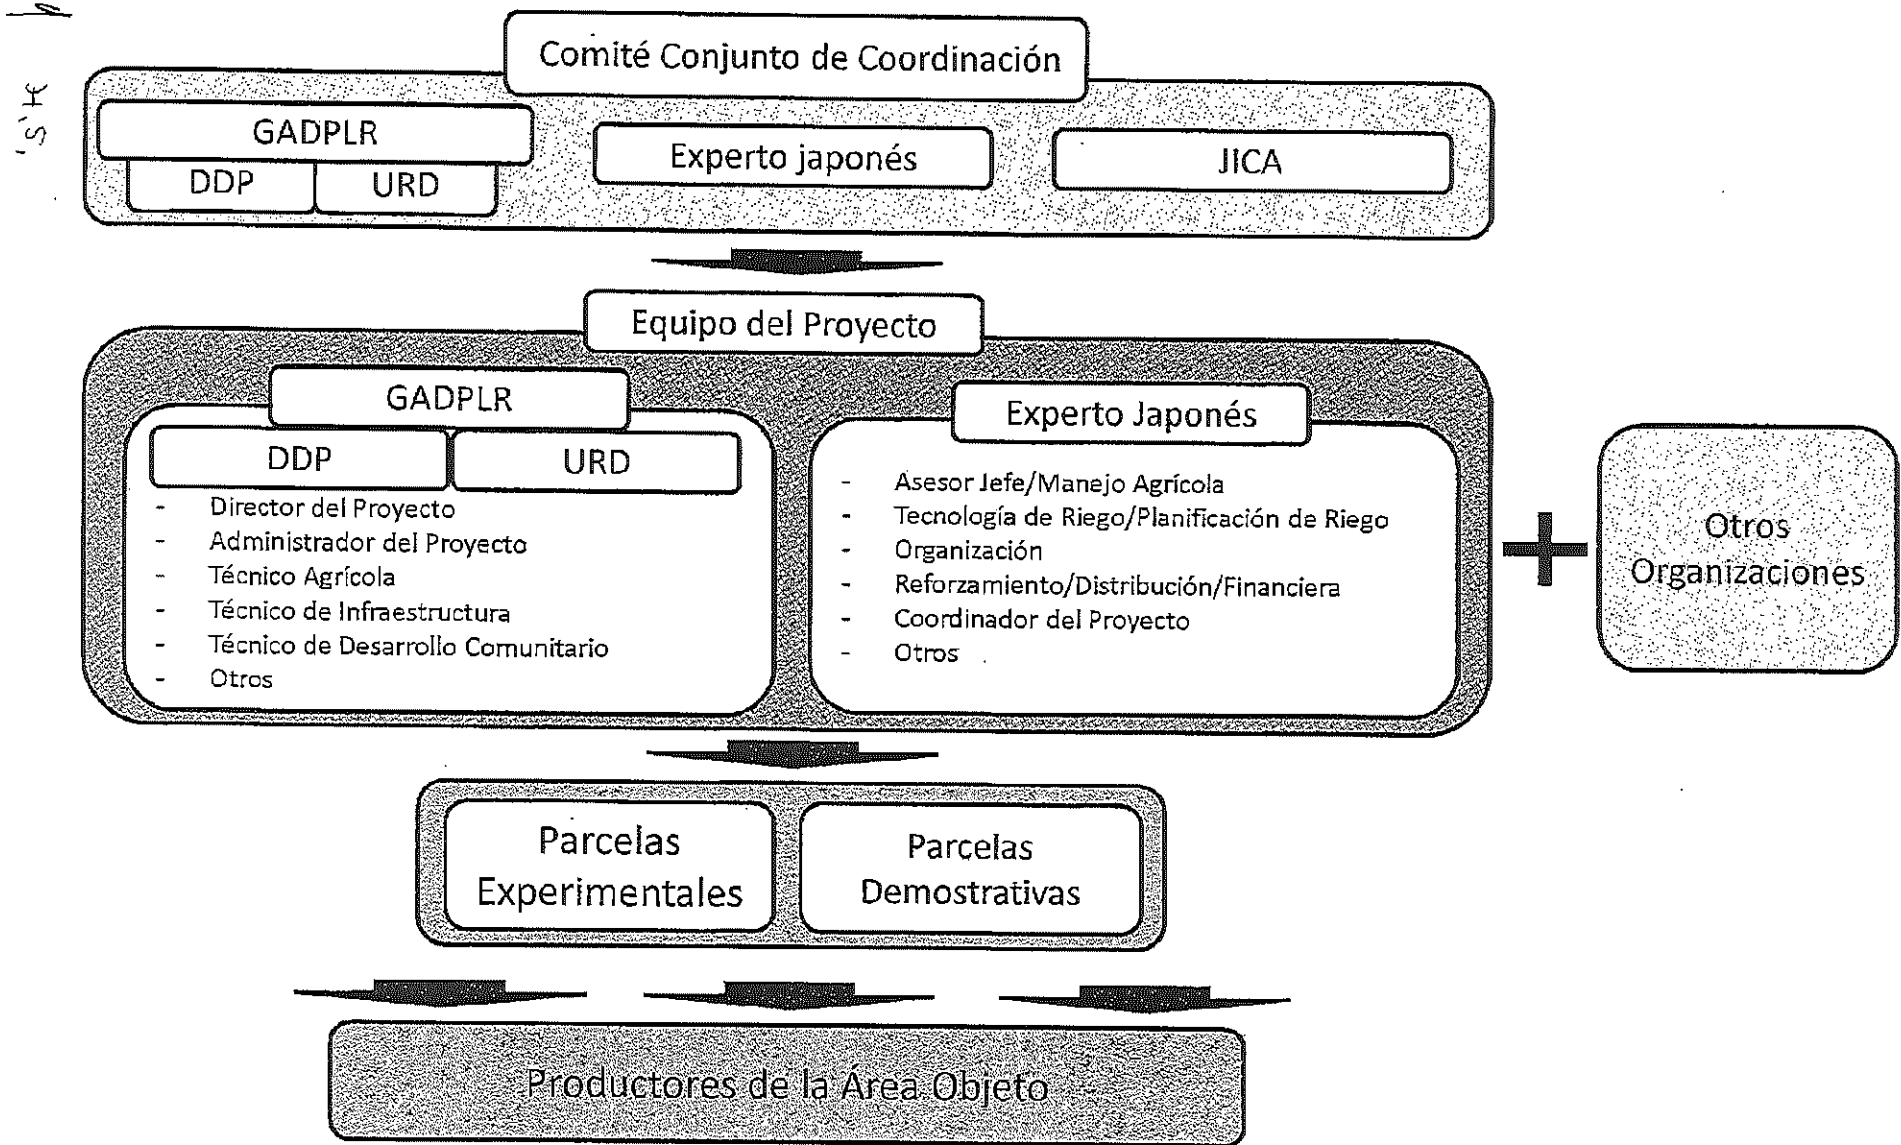 Comité Conjunto de Coordinación
GADPLR
DDP
URD
Experto japonés
JICA
Equipo del Proyecto
GADPLR
DDP
URD
- Director del Proyecto
- Administrador del Proyecto
- Técnico Agrícola
- Técnico de Infraestructura
- Técnico de Desarrollo Comunitario
- Otros
Experto Japonés
- Asesor Jefe/Manejo Agrícola
- Tecnología de Riego/Planificación de Riego
- Organización
- Reforzamiento/Distribución/Financiera
- Coordinador del Proyecto
- Otros
+
Otros
Organizaciones
Parcelas
Experimentales
Parcelas
Demostrativas
Productores de la Área Objeto